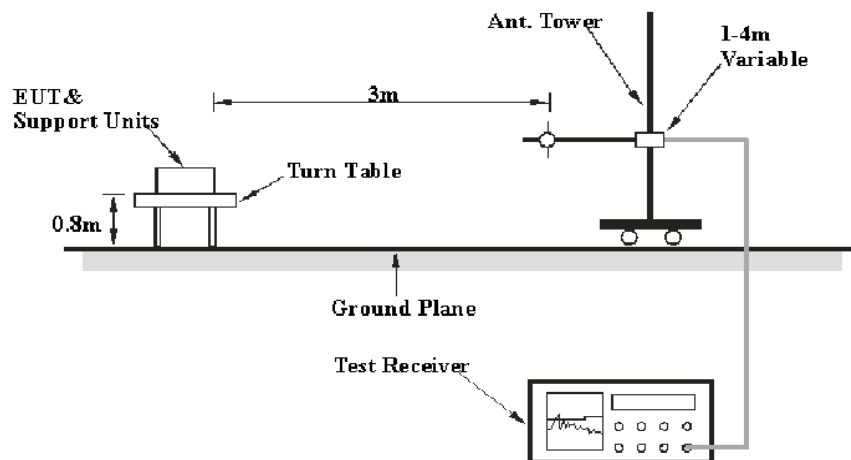 Ant. Tower
1-4m
Variable
3m
EUT&
Support Units
Turn Table
0.8m
Ground Plane
Test Receiver